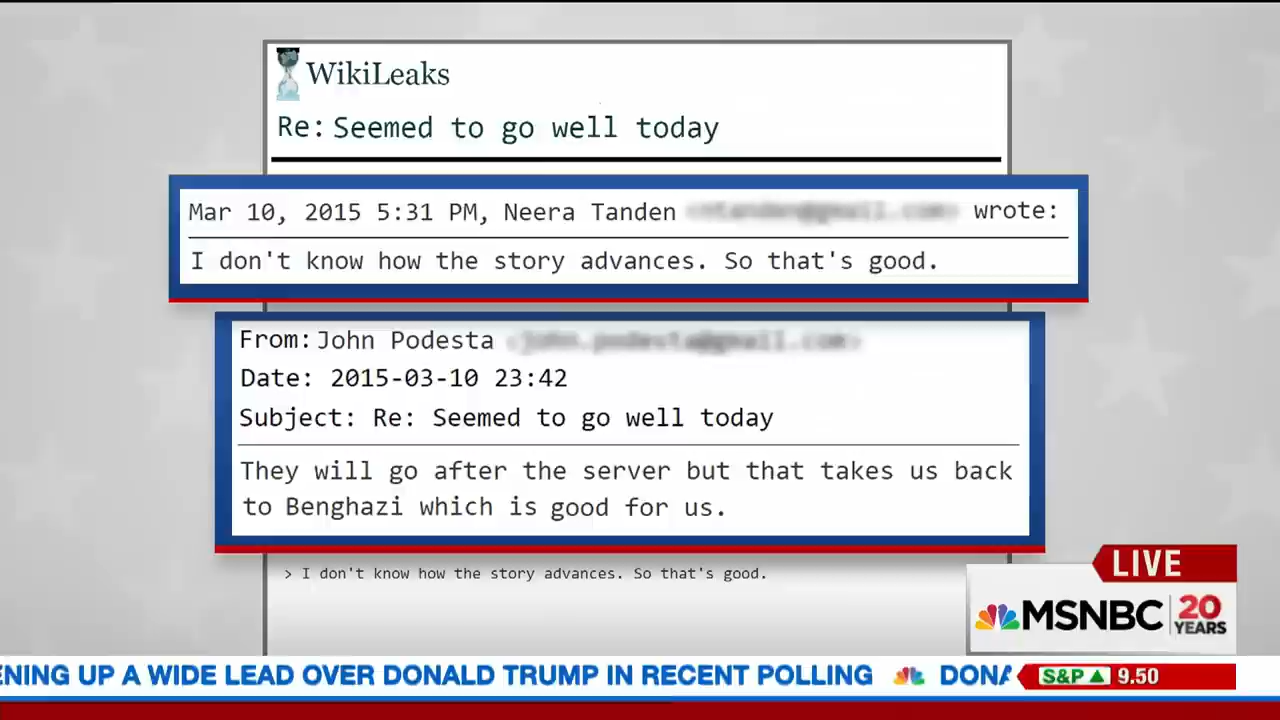 WikiLeaks
Re: Seemed to go well today
Mar 10, 2015 5:31 PM, Neera Tanden wrote:
I don't know how the story advances. So that's good.
From: John Podesta
Date: 2015-03-10 23:42
Subject: Re: Seemed to go well today
They will go after the server but that takes us back
to Benghazi which is good for us.
> I don't know how the story advances. So that's good.
LIVE
MSNBC 20 YEARS
ENING UP A WIDE LEAD OVER DONALD TRUMP IN RECENT POLLING DONA
S&P ▲ 9.50